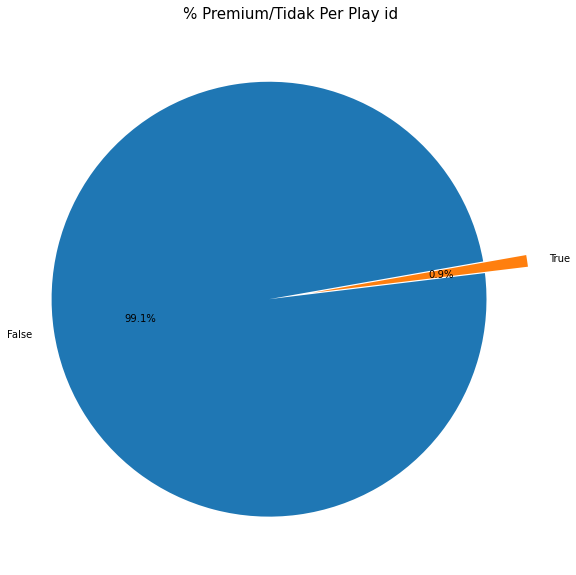 % Premium/Tidak Per Play id
True
0.9%
99.1%
False